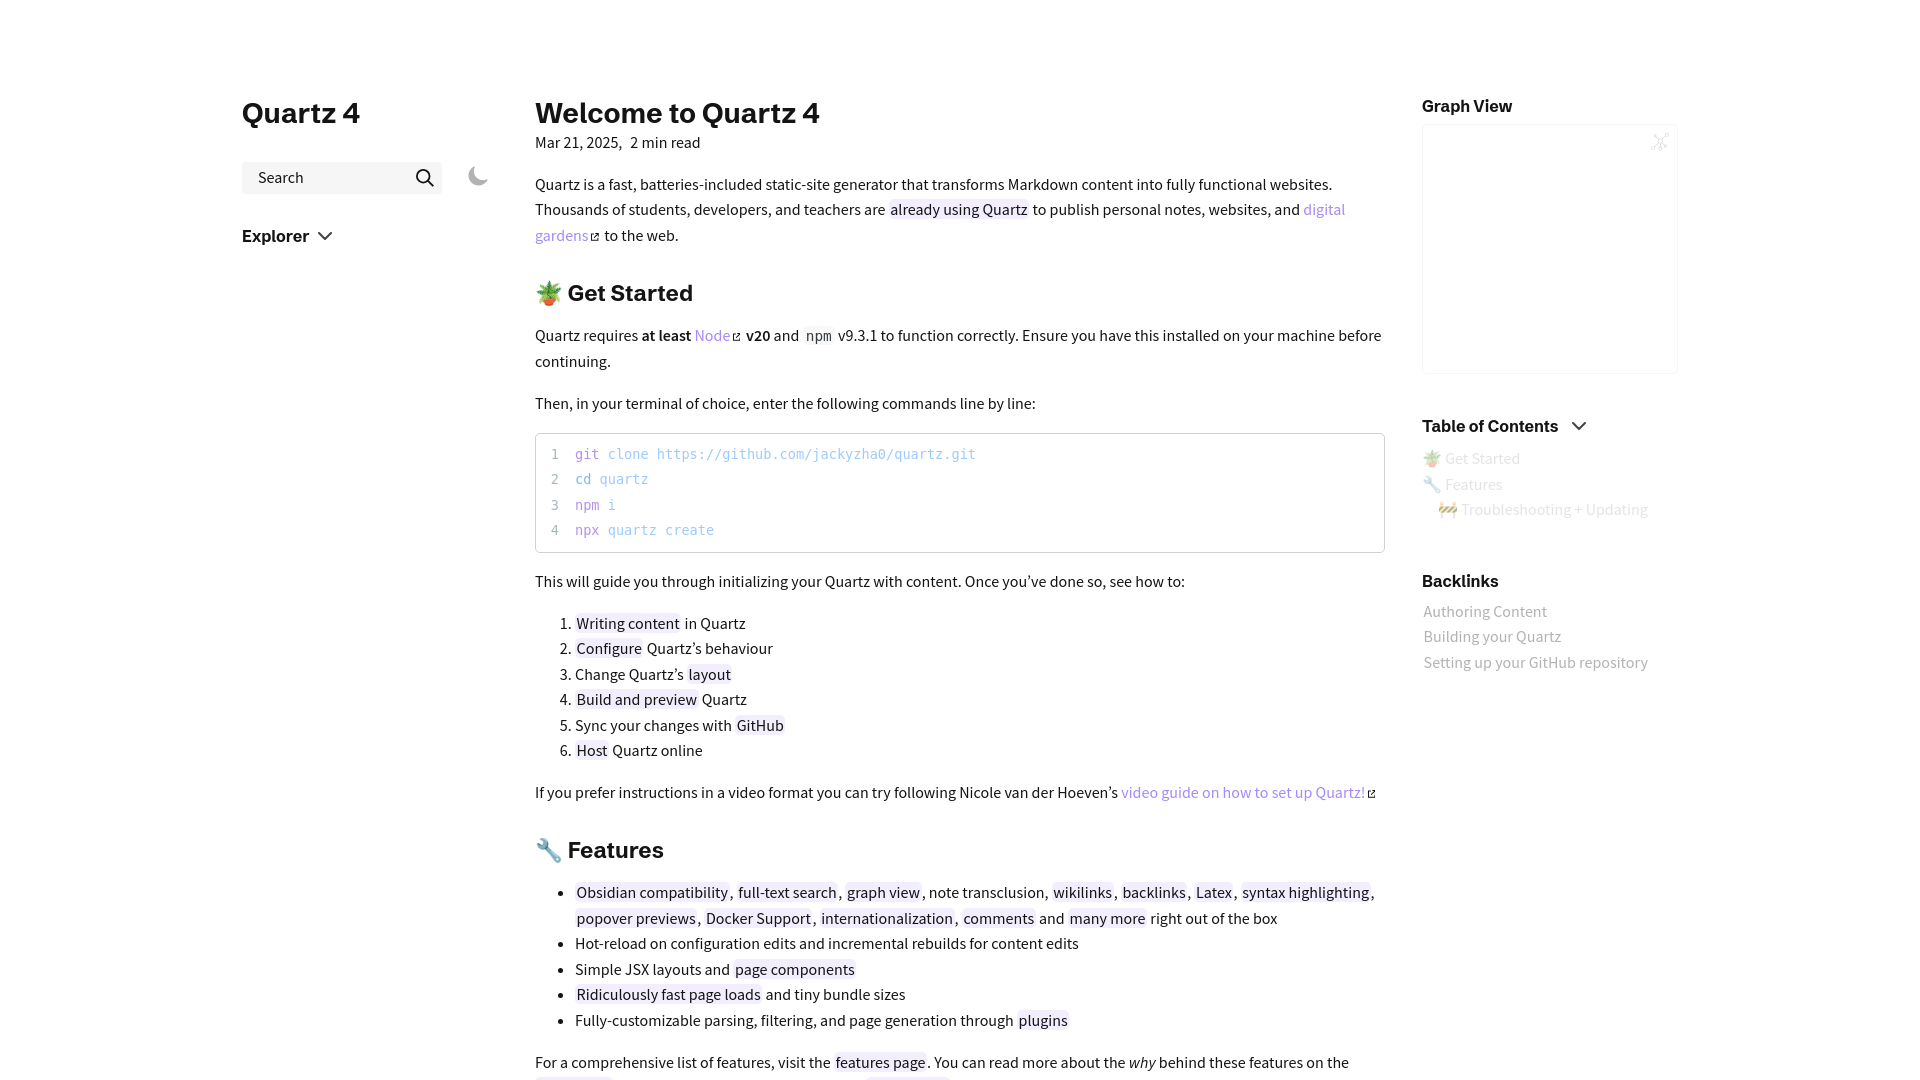 Quartz 4
Search
Explorer
Welcome to Quartz 4
Mar 21, 2025, 2 min read
Quartz is a fast, batteries-included static-site generator that transforms Markdown content into fully functional websites.
Thousands of students, developers, and teachers are already using Quartz to publish personal notes, websites, and digital
gardens to the web.
🪴 Get Started
Quartz requires at least Node v20 and npm v9.3.1 to function correctly. Ensure you have this installed on your machine before
continuing.
Then, in your terminal of choice, enter the following commands line by line:
1 git clone https://github.com/jackyzha0/quartz.git
2 cd quartz
3 npm i
4 npx quartz create
This will guide you through initializing your Quartz with content. Once you’ve done so, see how to:
1. Writing content in Quartz
2. Configure Quartz’s behaviour
3. Change Quartz’s layout
4. Build and preview Quartz
5. Sync your changes with GitHub
6. Host Quartz online
If you prefer instructions in a video format you can try following Nicole van der Hoeven’s video guide on how to set up Quartz!
🔧 Features
• Obsidian compatibility, full-text search, graph view, note transclusion, wikilinks, backlinks, Latex, syntax highlighting,
popover previews, Docker Support, internationalization, comments and many more right out of the box
• Hot-reload on configuration edits and incremental rebuilds for content edits
• Simple JSX layouts and page components
• Ridiculously fast page loads and tiny bundle sizes
• Fully-customizable parsing, filtering, and page generation through plugins
For a comprehensive list of features, visit the features page. You can read more about the why behind these features on the
Graph View
Table of Contents
🪴 Get Started
🔧 Features
🚧 Troubleshooting + Updating
Backlinks
Authoring Content
Building your Quartz
Setting up your GitHub repository